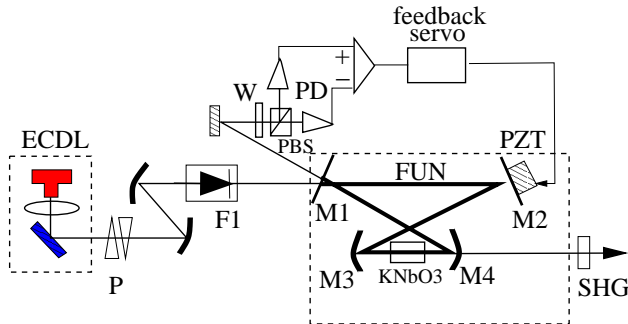 feedback
servo
+
W
PD
−
PBS
ECDL
PZT
FUN
F1
M1
M2
M3
KNbO3
M4
P
SHG